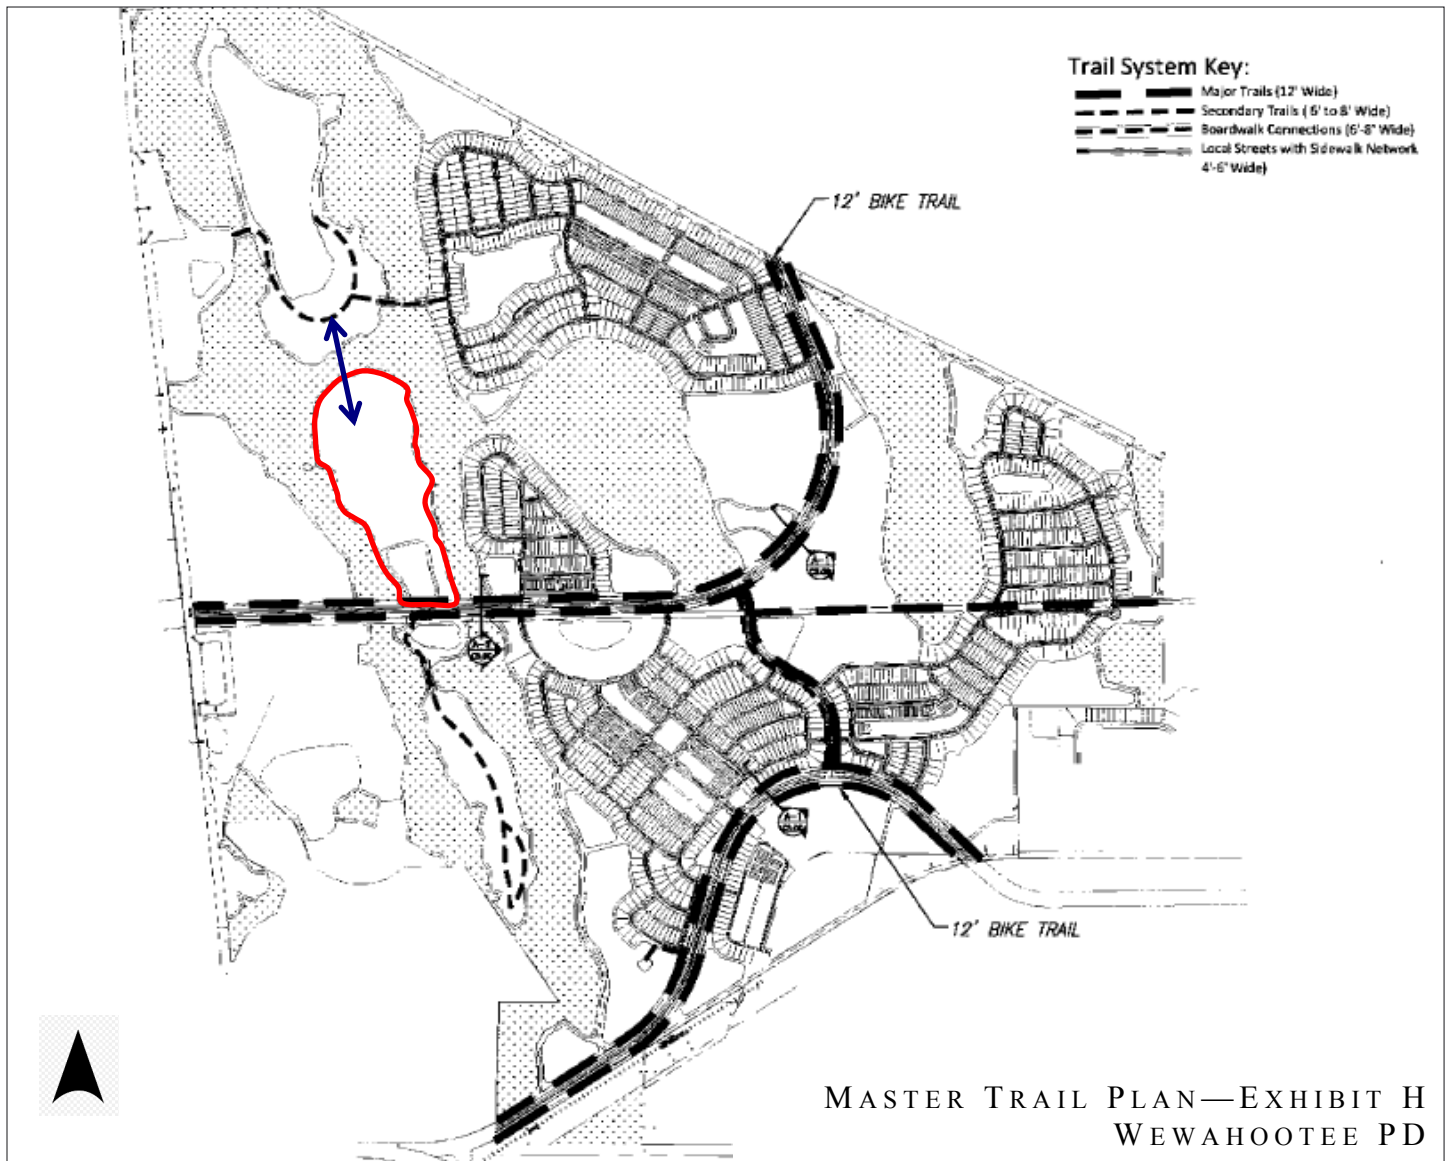 Trail System Key:
Major Trails (12' Wide)
Secondary Trails ( 6' to 8' Wide)
Boardwalk Connections (6'-8' Wide)
Local Streets with Sidewalk Network
4'-6' Wide)
12' BIKE TRAIL
12' BIKE TRAIL
MASTER TRAIL PLAN—EXHIBIT H
WEWAHOOTEE PD